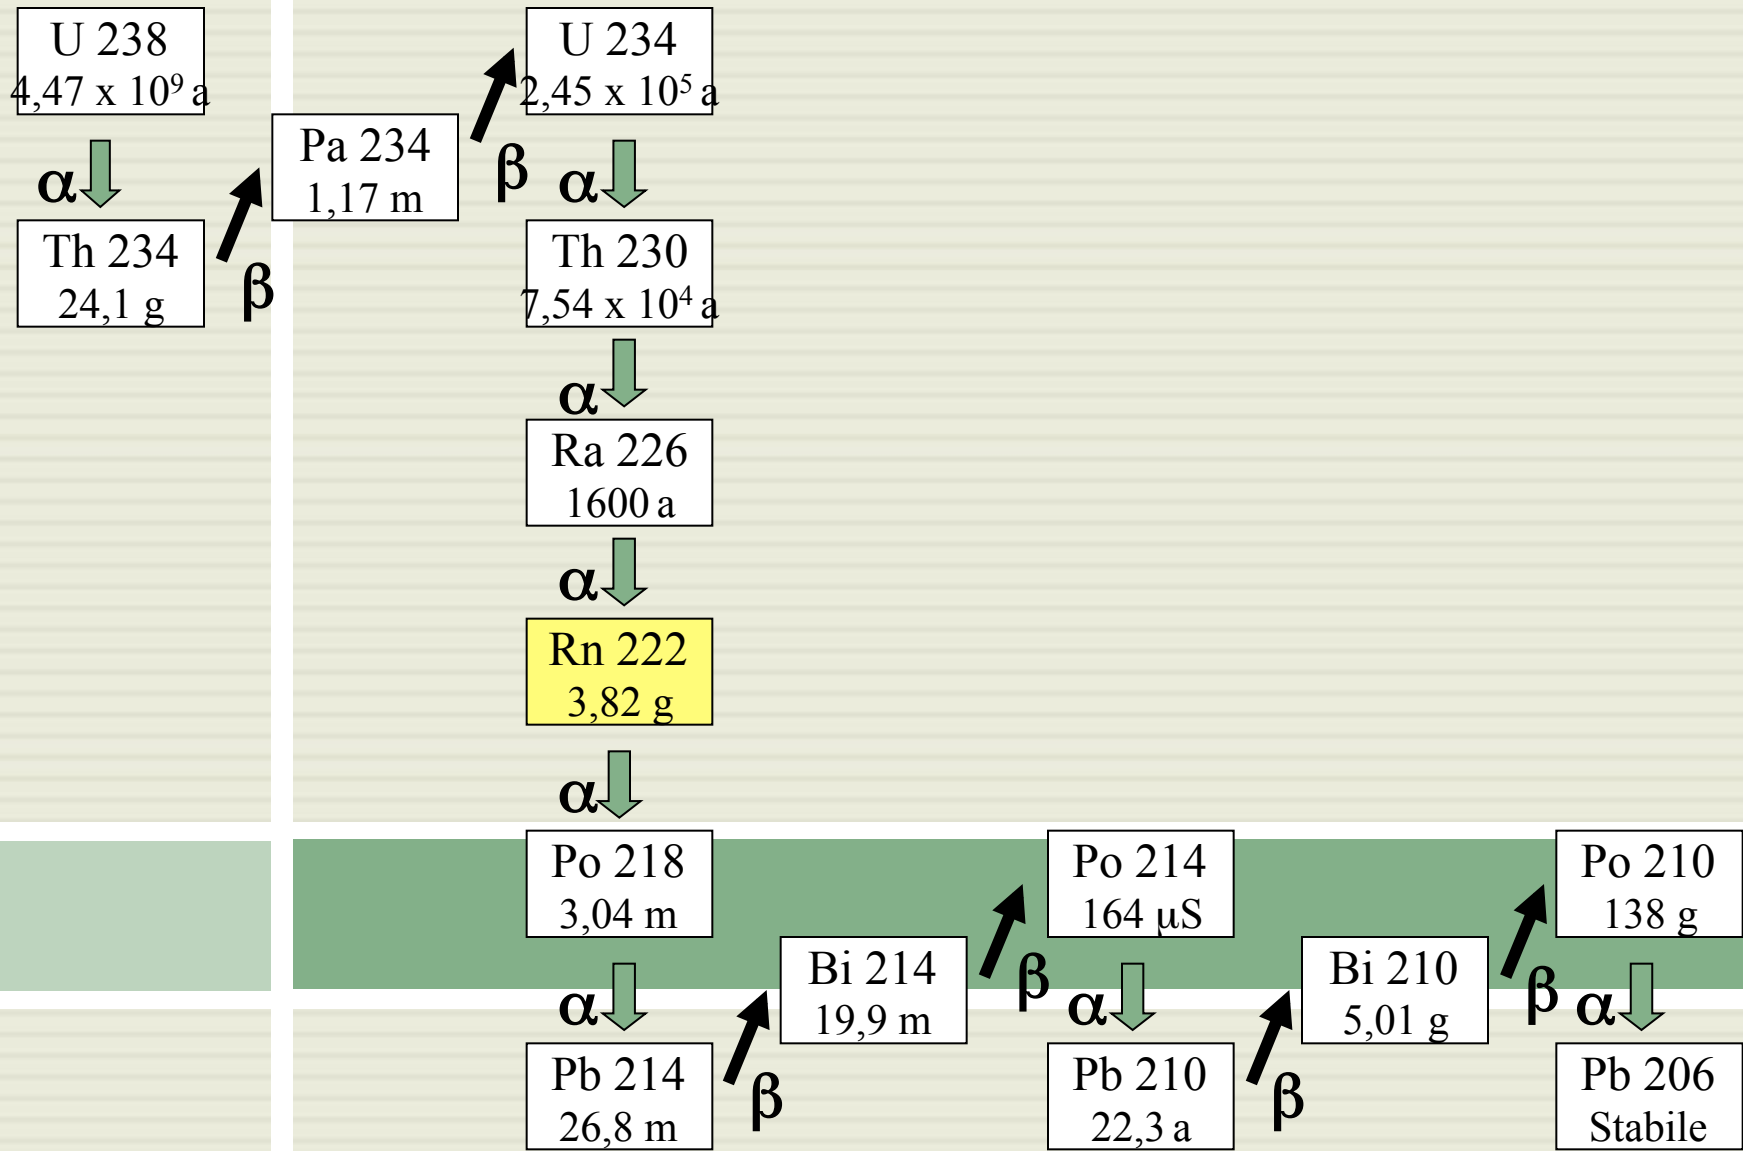 U 238
4,47 x 10⁹ a
α
Th 234
24,1 g
β
Pa 234
1,17 m
β
U 234
2,45 x 10⁵ a
α
Th 230
7,54 x 10⁴ a
α
Ra 226
1600 a
α
Rn 222
3,82 g
α
Po 218
3,04 m
α
Pb 214
26,8 m
β
Bi 214
19,9 m
β
Po 214
164 μS
α
Pb 210
22,3 a
β
Bi 210
5,01 g
β
Po 210
138 g
α
Pb 206
Stabile